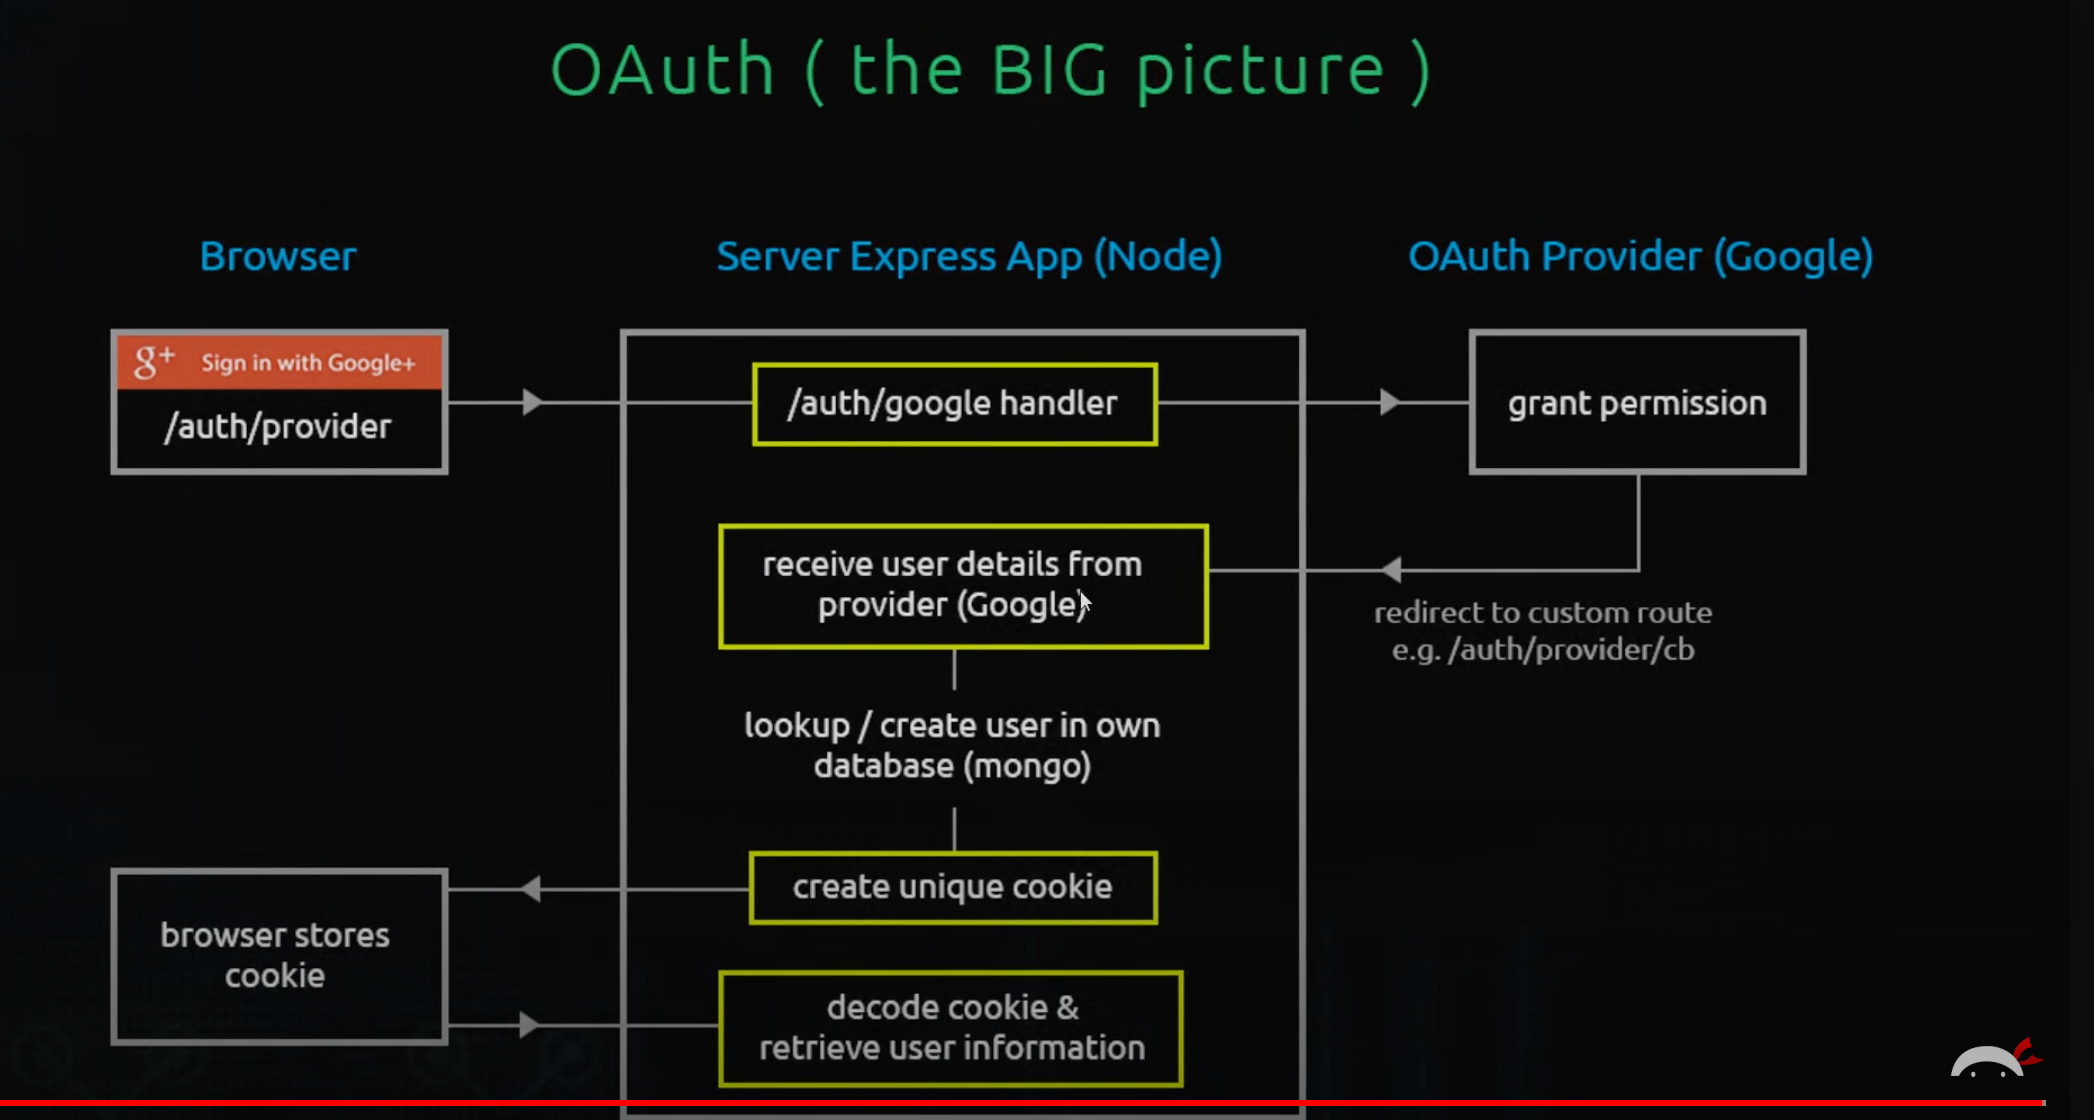 OAuth ( the BIG picture )
Browser
Server Express App (Node)
OAuth Provider (Google)
g+ Sign in with Google+
/auth/provider
/auth/google handler
grant permission
receive user details from
provider (Google)
redirect to custom route
e.g. /auth/provider/cb
lookup / create user in own
database (mongo)
create unique cookie
browser stores
cookie
decode cookie &
retrieve user information